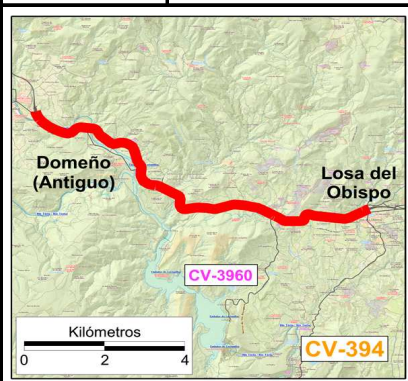 Domeño
(Antiguo)
Losa del
Obispo
CV-3960
Kilómetros
0 2 4
CV-394